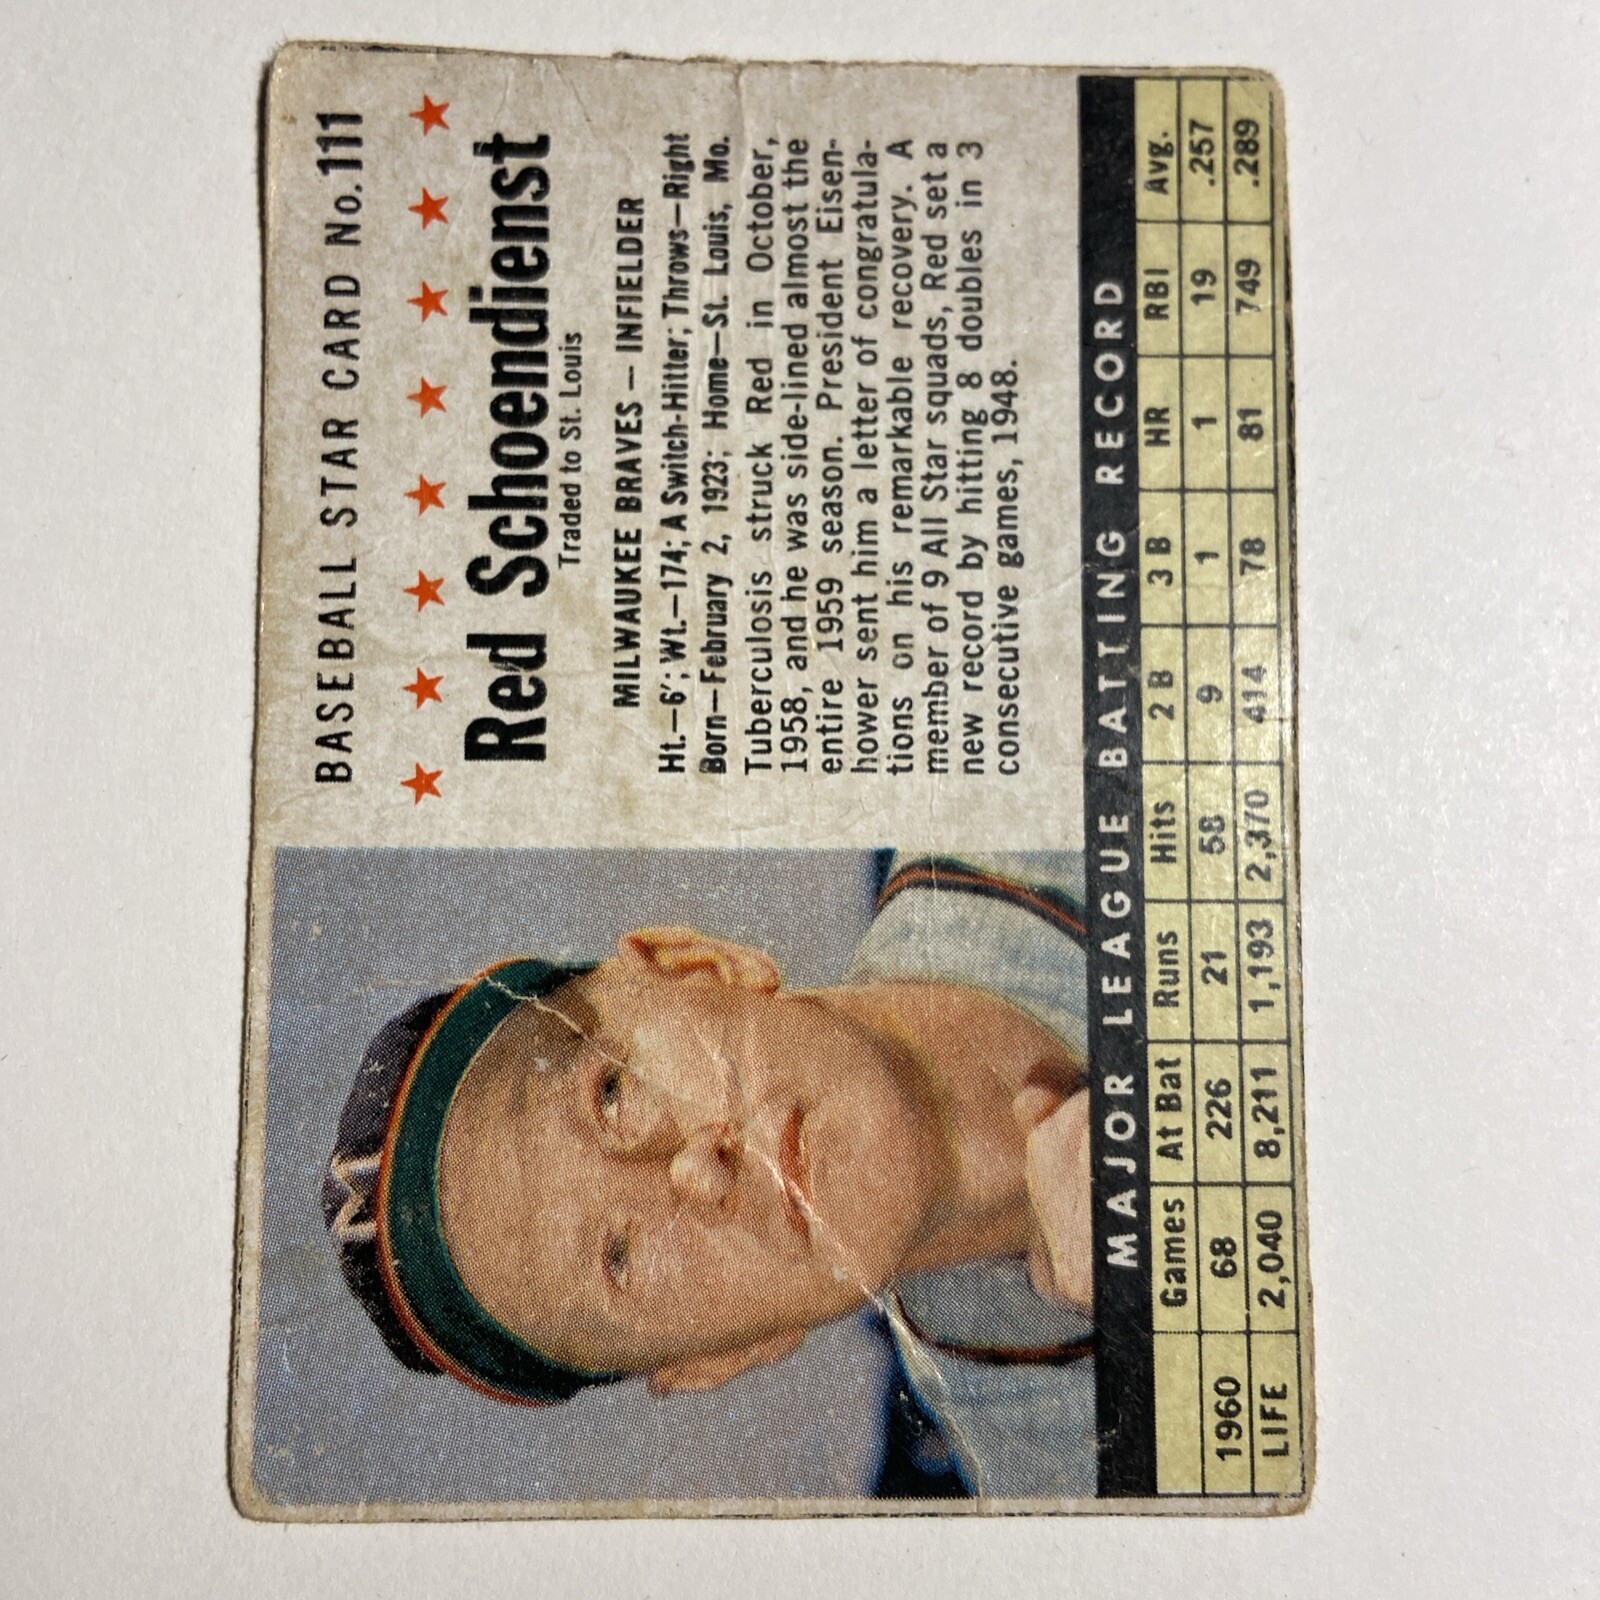 BASEBALL STAR CARD No. 111
Red Schoendienst
Traded to St. Louis
MILWAUKEE BRAVES — INFIELDER
Ht.—6'; Wt.—174; A Switch-Hitter; Throws—Right
Born—February 2, 1923; Home—St. Louis, Mo.
Tuberculosis struck Red in October,
1958, and he was side-lined almost the
entire 1959 season. President Eisen-
hower sent him a letter of congratula-
tions on his remarkable recovery. A
member of 9 All Star squads, Red set a
new record by hitting 8 doubles in 3
consecutive games, 1948.
M
MAJOR LEAGUE BATTING RECORD
Games At Bat Runs Hits 2 B 3 B HR RBI Avg.
1960 68 226 21 58 9 1 1 19 .257
LIFE 2,040 8,211 1,193 2,370 414 78 81 749 .289